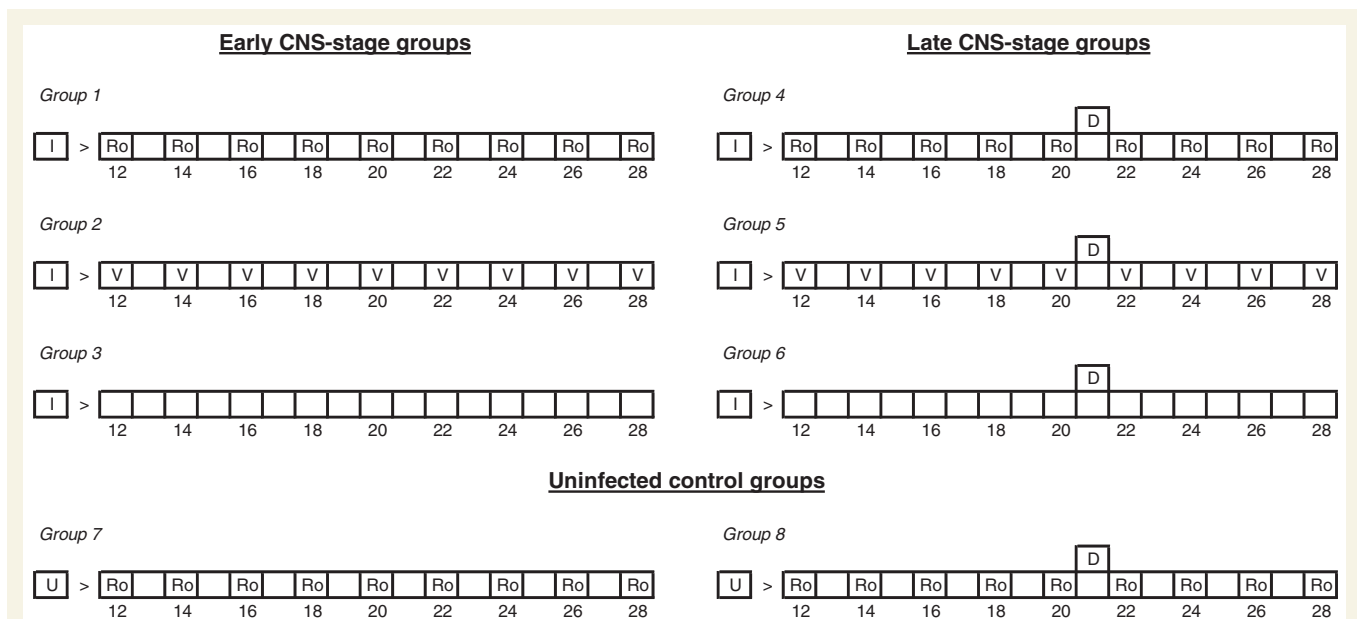 Early CNS-stage groups
Late CNS-stage groups
Group 1
I > Ro Ro Ro Ro Ro Ro Ro Ro Ro
12 14 16 18 20 22 24 26 28
Group 4
D
I > Ro Ro Ro Ro Ro Ro Ro Ro Ro
12 14 16 18 20 22 24 26 28
Group 2
I > V V V V V V V V V
12 14 16 18 20 22 24 26 28
Group 5
D
I > V V V V V V V V V
12 14 16 18 20 22 24 26 28
Group 3
I >
12 14 16 18 20 22 24 26 28
Group 6
D
I >
12 14 16 18 20 22 24 26 28
Uninfected control groups
Group 7
U > Ro Ro Ro Ro Ro Ro Ro Ro Ro
12 14 16 18 20 22 24 26 28
Group 8
D
U > Ro Ro Ro Ro Ro Ro Ro Ro Ro
12 14 16 18 20 22 24 26 28